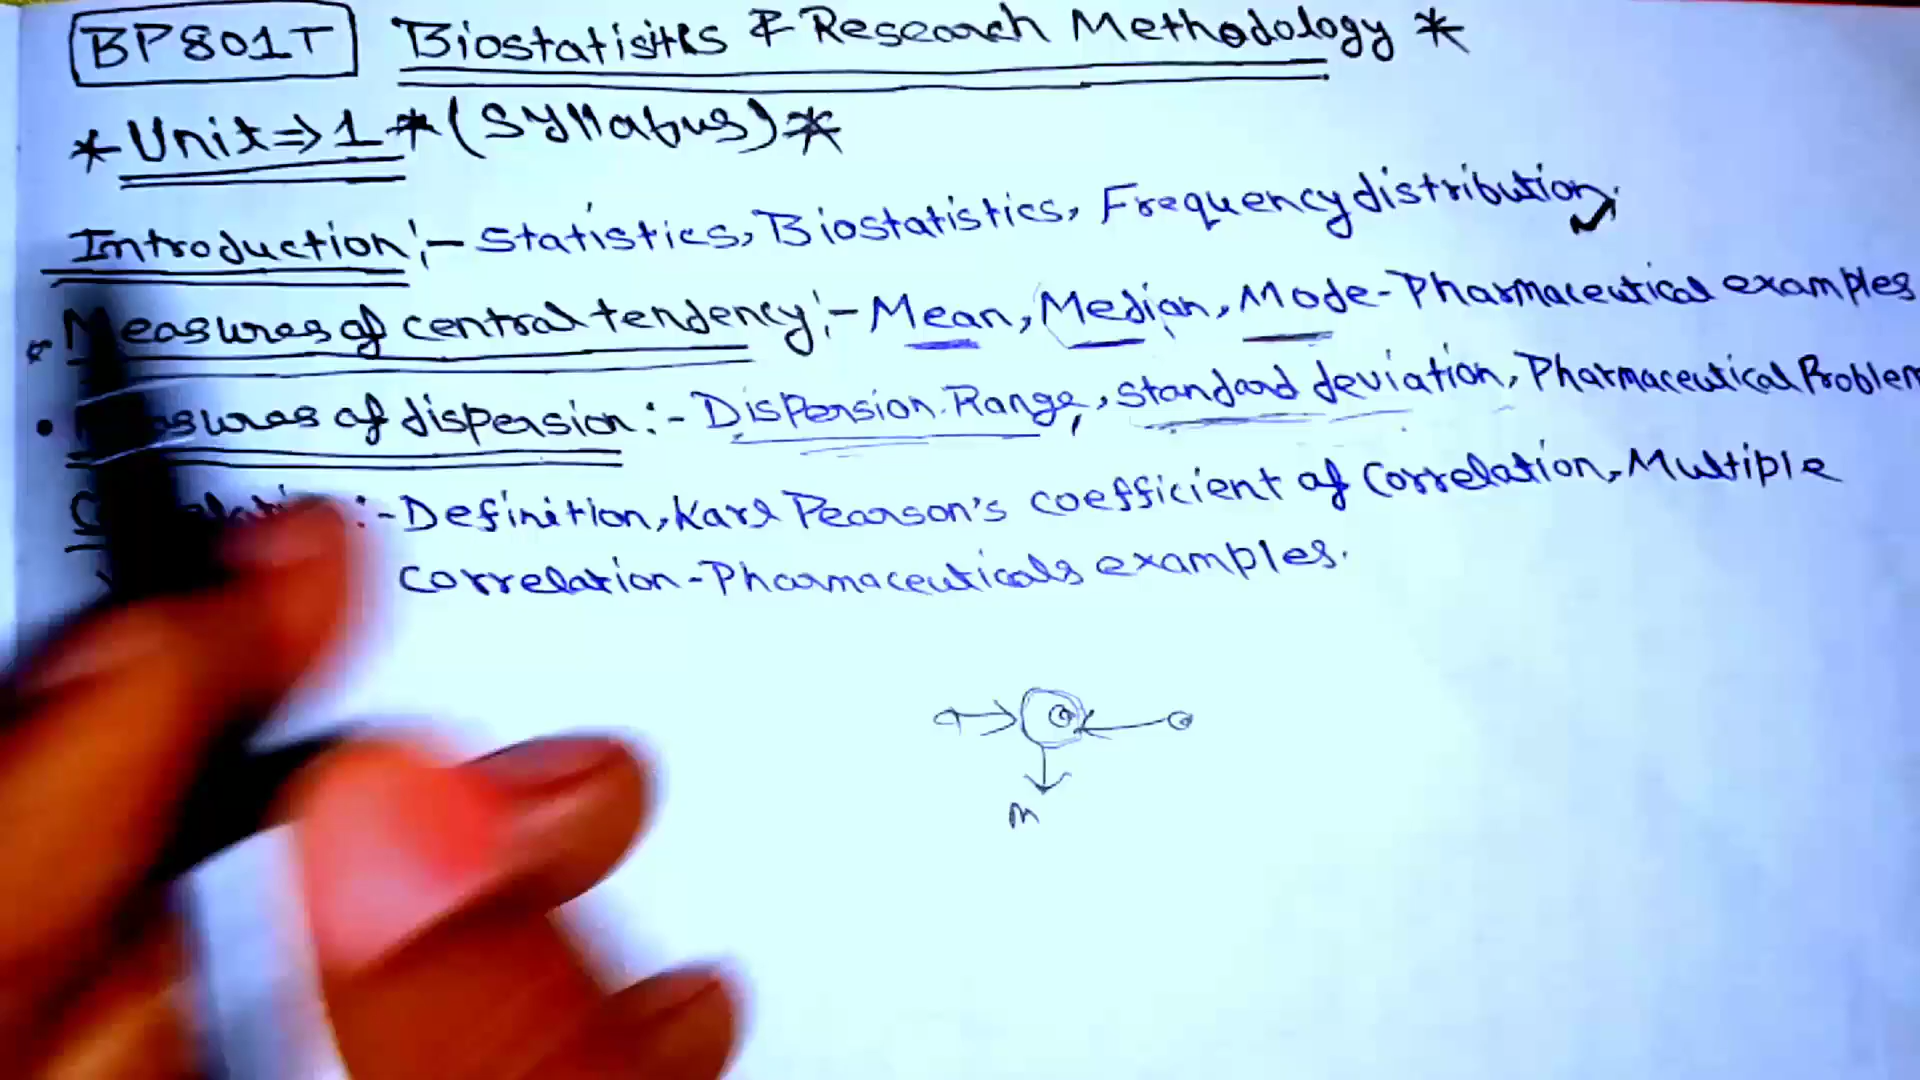 BP801T Biostatisitcs & Research Methodology *
* Unit⇒1 * (Syllabus) *
Introduction:- Statistics, Biostatistics, Frequency distribution.
Measures of central tendency:- Mean, Median, Mode-Pharmaceutical examples
• of dispersion:- Dispersion. Range, standard deviation, Pharmaceutical Problem
:- Definition, Karl Pearson's coefficient of Correlation, Multiple
Correlation-Pharmaceuticals examples.
m